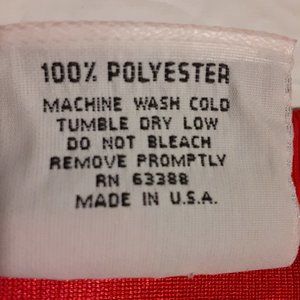 100% POLYESTER
MACHINE WASH COLD
TUMBLE DRY LOW
DO NOT BLEACH
REMOVE PROMPTLY
RN 63388
MADE IN U.S.A.